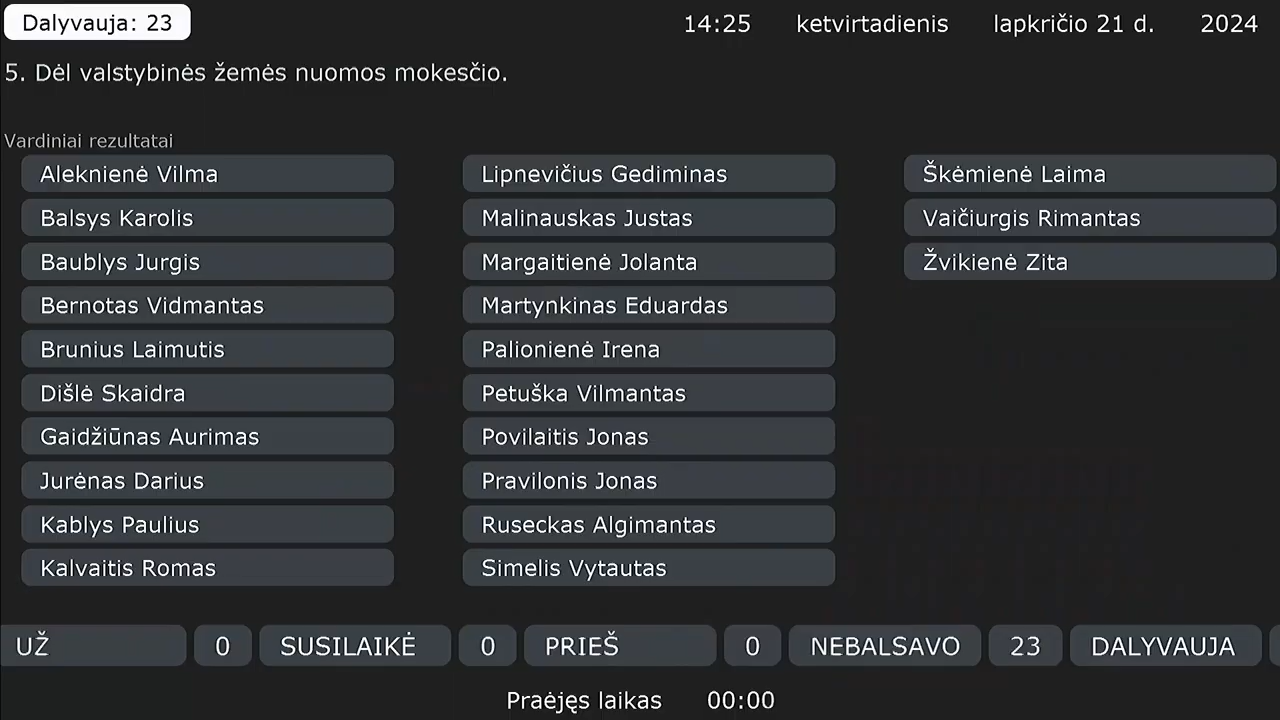 Dalyvauja: 23 14:25 ketvirtadienis lapkričio 21 d. 2024
5. Dėl valstybinės žemės nuomos mokesčio.
Vardiniai rezultatai
Aleknienė Vilma
Balsys Karolis
Baublys Jurgis
Bernotas Vidmantas
Brunius Laimutis
Dišlė Skaidra
Gaidžiūnas Aurimas
Jurėnas Darius
Kablys Paulius
Kalvaitis Romas
Lipnevičius Gediminas
Malinauskas Justas
Margaitienė Jolanta
Martynkinas Eduardas
Palionienė Irena
Petuška Vilmantas
Povilaitis Jonas
Pravilonis Jonas
Ruseckas Algimantas
Simelis Vytautas
Škėmienė Laima
Vaičiurgis Rimantas
Žvikienė Zita
UŽ 0 SUSILAIKĖ 0 PRIEŠ 0 NEBALSAVO 23 DALYVAUJA
Praėjęs laikas 00:00